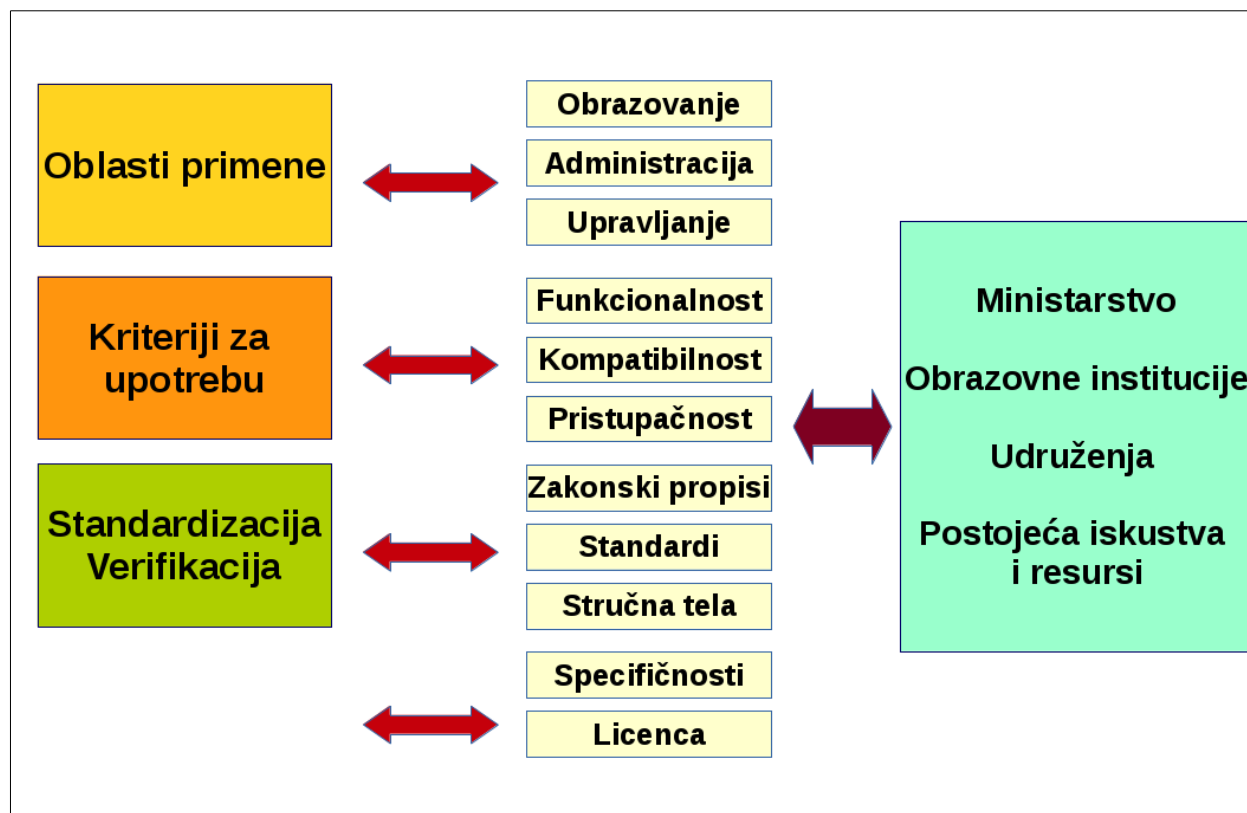 Oblasti primene
Obrazovanje
Administracija
Upravljanje
Kriteriji za
upotrebu
Funkcionalnost
Kompatibilnost
Pristupačnost
Standardizacija
Verifikacija
Zakonski propisi
Standardi
Stručna tela
Specifičnosti
Licenca
Ministarstvo
Obrazovne institucije
Udruženja
Postojeća iskustva
i resursi